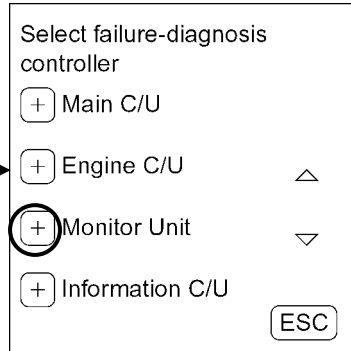 Select failure-diagnosis
controller
+ Main C/U
+ Engine C/U
+ Monitor Unit
+ Information C/U
ESC